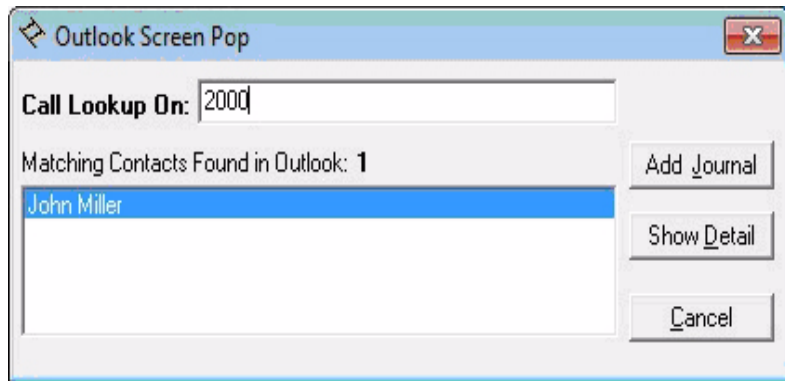 Outlook Screen Pop
Call Lookup On: 2000
Matching Contacts Found in Outlook: 1
Add Journal
John Miller
Show Detail
Cancel